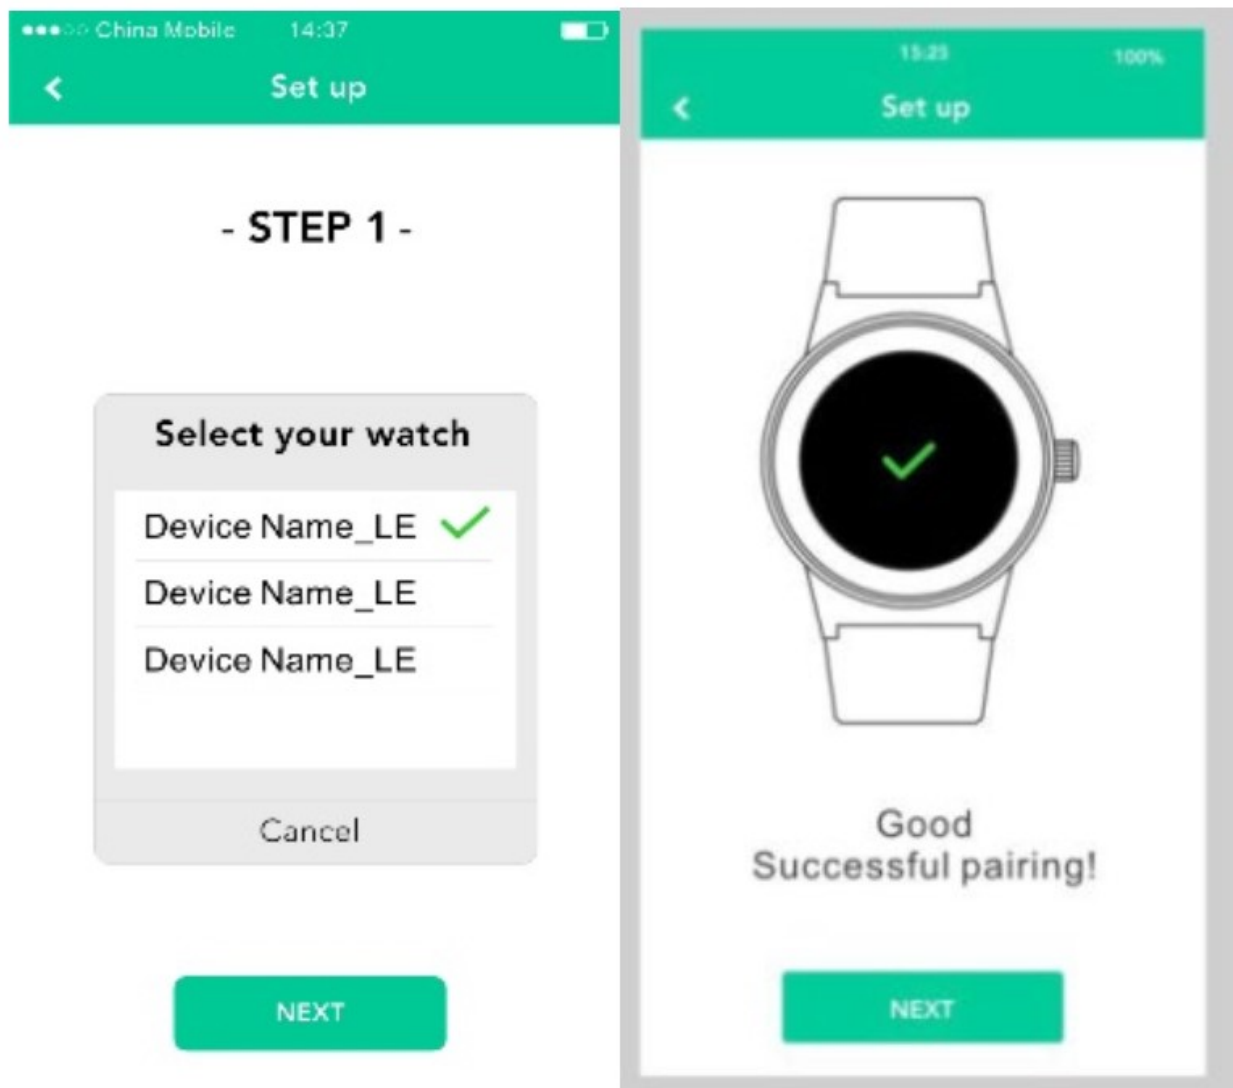 China Mobile 14:37
Set up
- STEP 1 -
Select your watch
Device Name_LE
Device Name_LE
Device Name_LE
Cancel
NEXT
15:23 100%
Set up
Good
Successful pairing!
NEXT